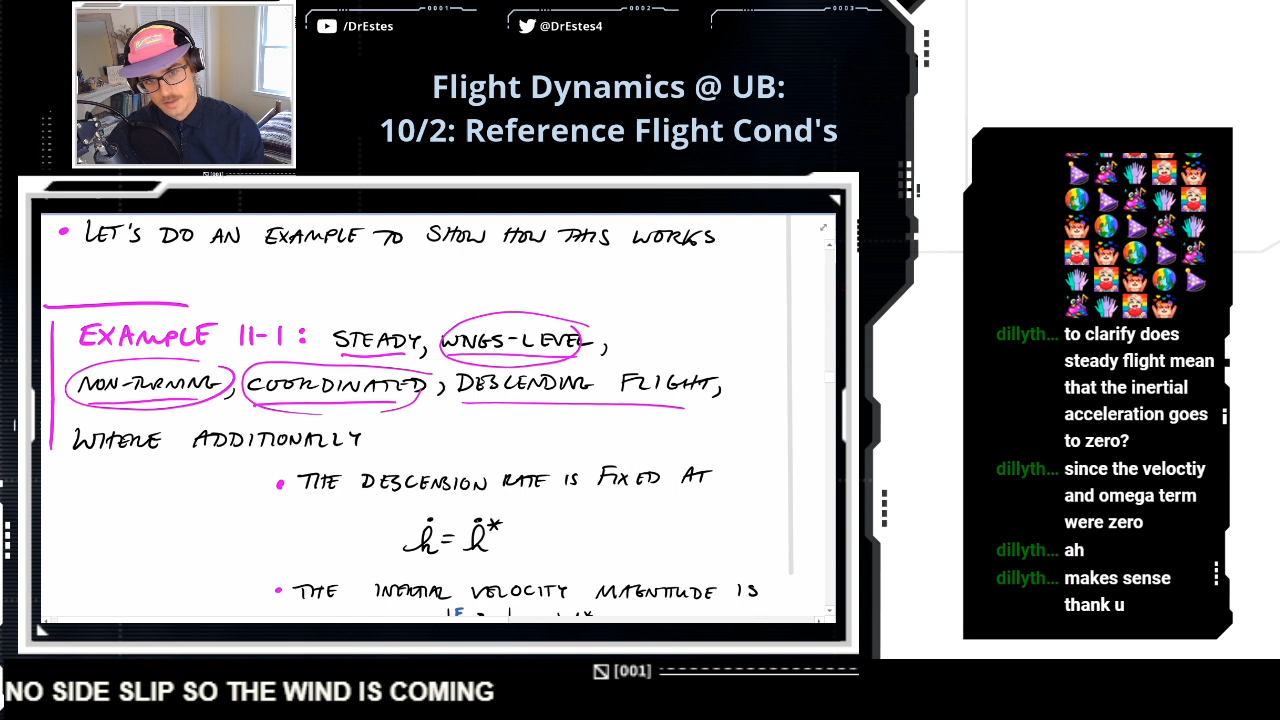 0001
0002
0003
/DrEstes
@DrEstes4
Flight Dynamics @ UB:
10/2: Reference Flight Cond's
[001]
• LET'S DO AN EXAMPLE TO SHOW HOW THIS WORKS
EXAMPLE 11-1: STEADY, WINGS-LEVEL,
NON-TURNING, COORDINATED, DESCENDING FLIGHT,
WHERE ADDITIONALLY
• THE DESCENSION RATE IS FIXED AT
ḣ = ḣ*
• THE INERTIAL VELOCITY MAGNITUDE IS
dillyth... to clarify does
steady flight mean
that the inertial
acceleration goes
to zero?
dillyth... since the veloctiy
and omega term
were zero
dillyth... ah
dillyth... makes sense
thank u
[001]
NO SIDE SLIP SO THE WIND IS COMING